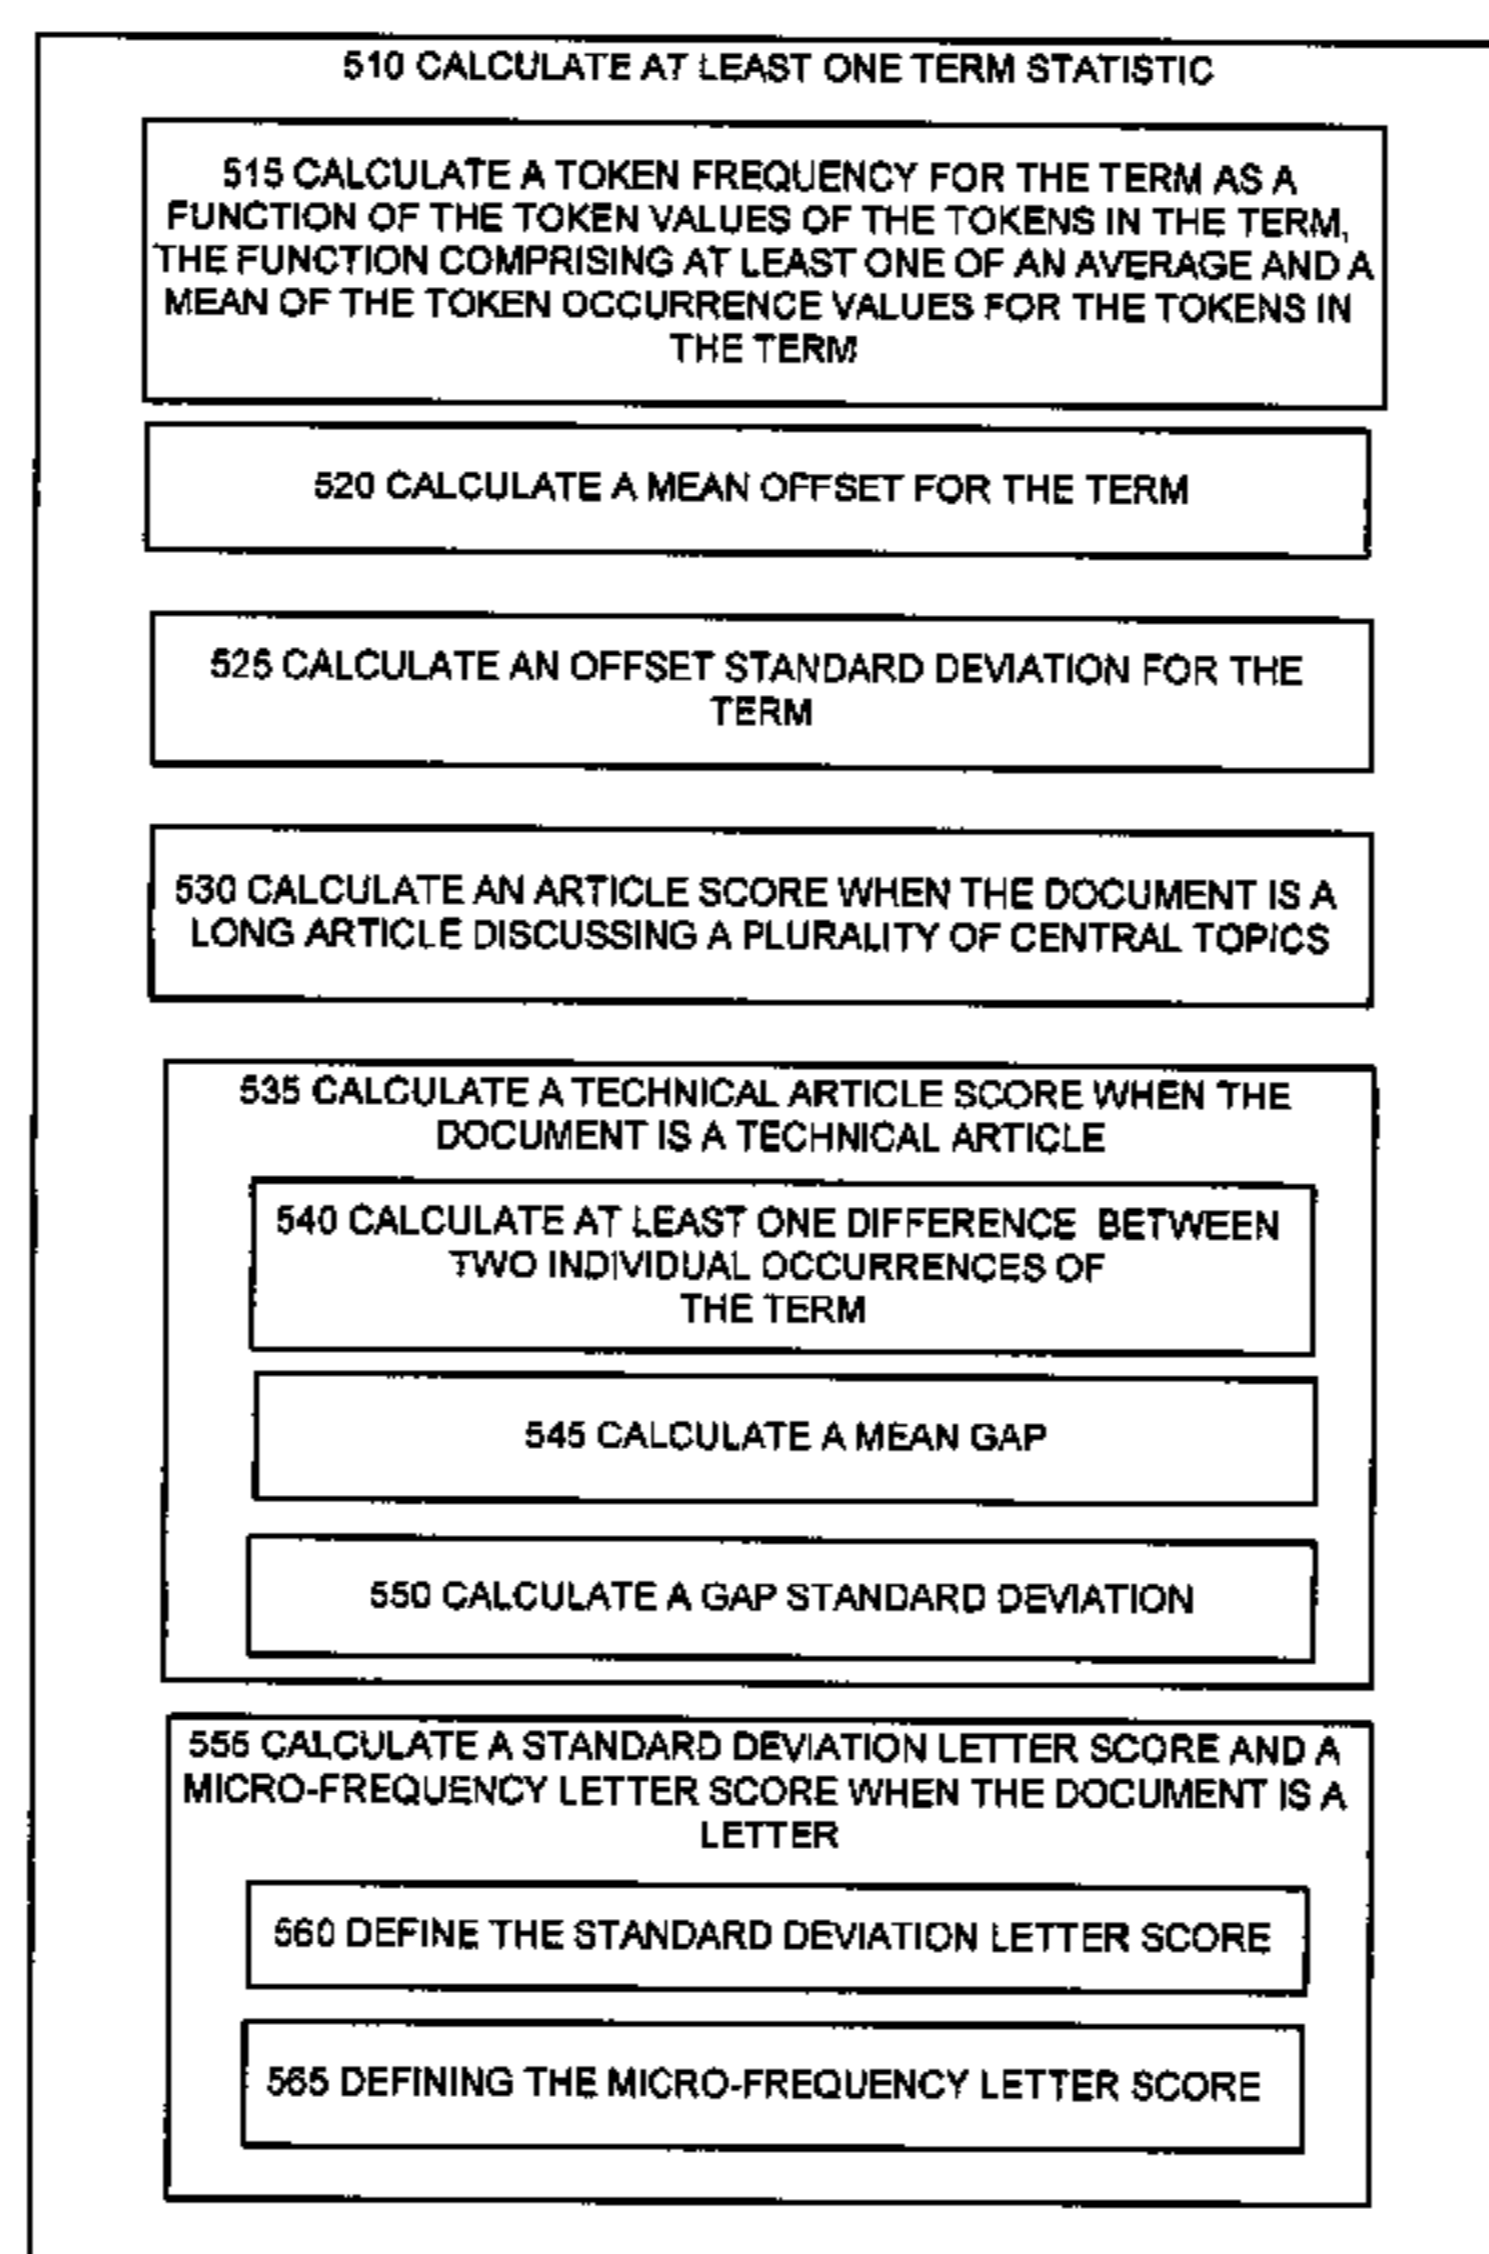 510 CALCULATE AT LEAST ONE TERM STATISTIC
515 CALCULATE A TOKEN FREQUENCY FOR THE TERM AS A
FUNCTION OF THE TOKEN VALUES OF THE TOKENS IN THE TERM,
THE FUNCTION COMPRISING AT LEAST ONE OF AN AVERAGE AND A
MEAN OF THE TOKEN OCCURRENCE VALUES FOR THE TOKENS IN
THE TERM
520 CALCULATE A MEAN OFFSET FOR THE TERM
525 CALCULATE AN OFFSET STANDARD DEVIATION FOR THE
TERM
530 CALCULATE AN ARTICLE SCORE WHEN THE DOCUMENT IS A
LONG ARTICLE DISCUSSING A PLURALITY OF CENTRAL TOPICS
535 CALCULATE A TECHNICAL ARTICLE SCORE WHEN THE
DOCUMENT IS A TECHNICAL ARTICLE
540 CALCULATE AT LEAST ONE DIFFERENCE BETWEEN
TWO INDIVIDUAL OCCURRENCES OF
THE TERM
545 CALCULATE A MEAN GAP
550 CALCULATE A GAP STANDARD DEVIATION
555 CALCULATE A STANDARD DEVIATION LETTER SCORE AND A
MICRO-FREQUENCY LETTER SCORE WHEN THE DOCUMENT IS A
LETTER
560 DEFINE THE STANDARD DEVIATION LETTER SCORE
565 DEFINING THE MICRO-FREQUENCY LETTER SCORE